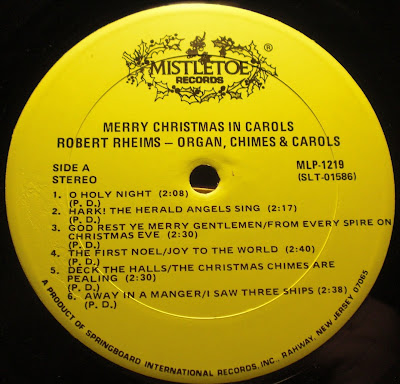 MISTLETOE ®
RECORDS
MERRY CHRISTMAS IN CAROLS
ROBERT RHEIMS – ORGAN, CHIMES & CAROLS
SIDE A
STEREO
MLP-1219
(SLT-01586)
1. O HOLY NIGHT (2:08)
(P. D.)
2. HARK! THE HERALD ANGELS SING (2:17)
(P. D.)
3. GOD REST YE MERRY GENTLEMEN/FROM EVERY SPIRE ON
CHRISTMAS EVE (2:30)
(P. D.)
4. THE FIRST NOEL/JOY TO THE WORLD (2:40)
(P. D.)
5. DECK THE HALLS/THE CHRISTMAS CHIMES ARE
PEALING (2:30)
(P. D.)
6. AWAY IN A MANGER/I SAW THREE SHIPS (2:38)
(P. D.)
A PRODUCT OF SPRINGBOARD INTERNATIONAL RECORDS, INC., RAHWAY, NEW JERSEY 07065